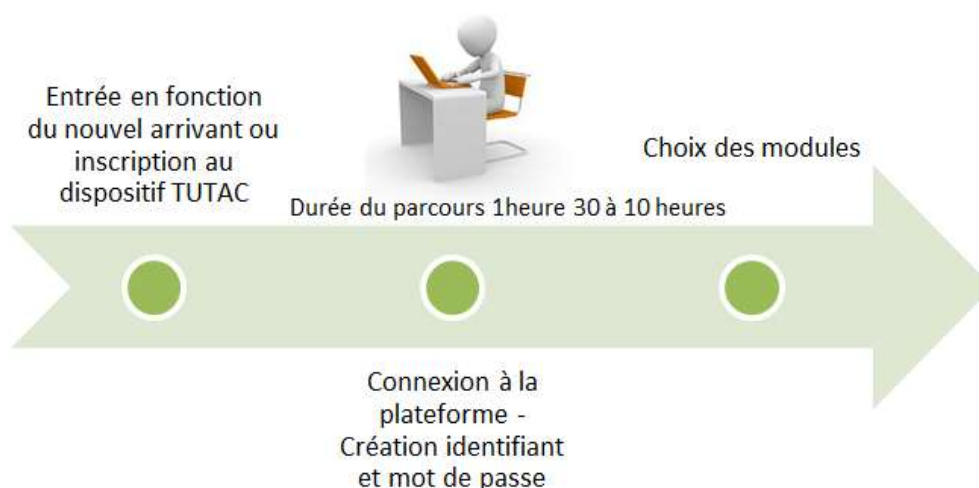 Entrée en fonction
du nouvel arrivant ou
inscription au
dispositif TUTAC
Durée du parcours 1heure 30 à 10 heures
Choix des modules
Connexion à la
plateforme -
Création identifiant
et mot de passe